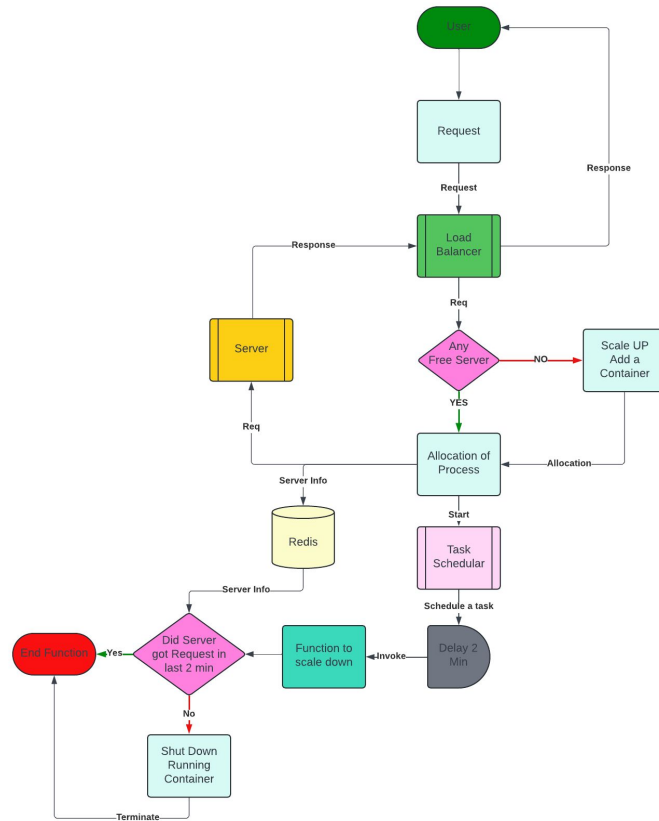 User
Request
Response
Request
Load
Balancer
Response
Req
Server
Any
Free Server
NO
Scale UP
Add a
Container
YES
Req
Allocation of
Process
Allocation
Server Info
Start
Redis
Task
Schedular
Server Info
Schedule a task
Did Server
got Request in
last 2 min
Function to
scale down
Invoke
Delay 2
Min
End Function
Yes
No
Shut Down
Running
Container
Terminate